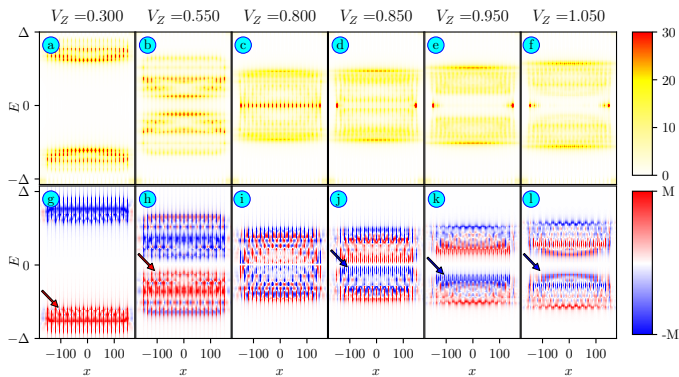 V_Z =0.300 V_Z =0.550 V_Z =0.800 V_Z =0.850 V_Z =0.950 V_Z =1.050
Δ a b c d e f 30
E 0 20
10
−Δ 0
Δ g h i j k l M
E 0
−Δ -M
−100 0 100 −100 0 100 −100 0 100 −100 0 100 −100 0 100 −100 0 100
x x x x x x